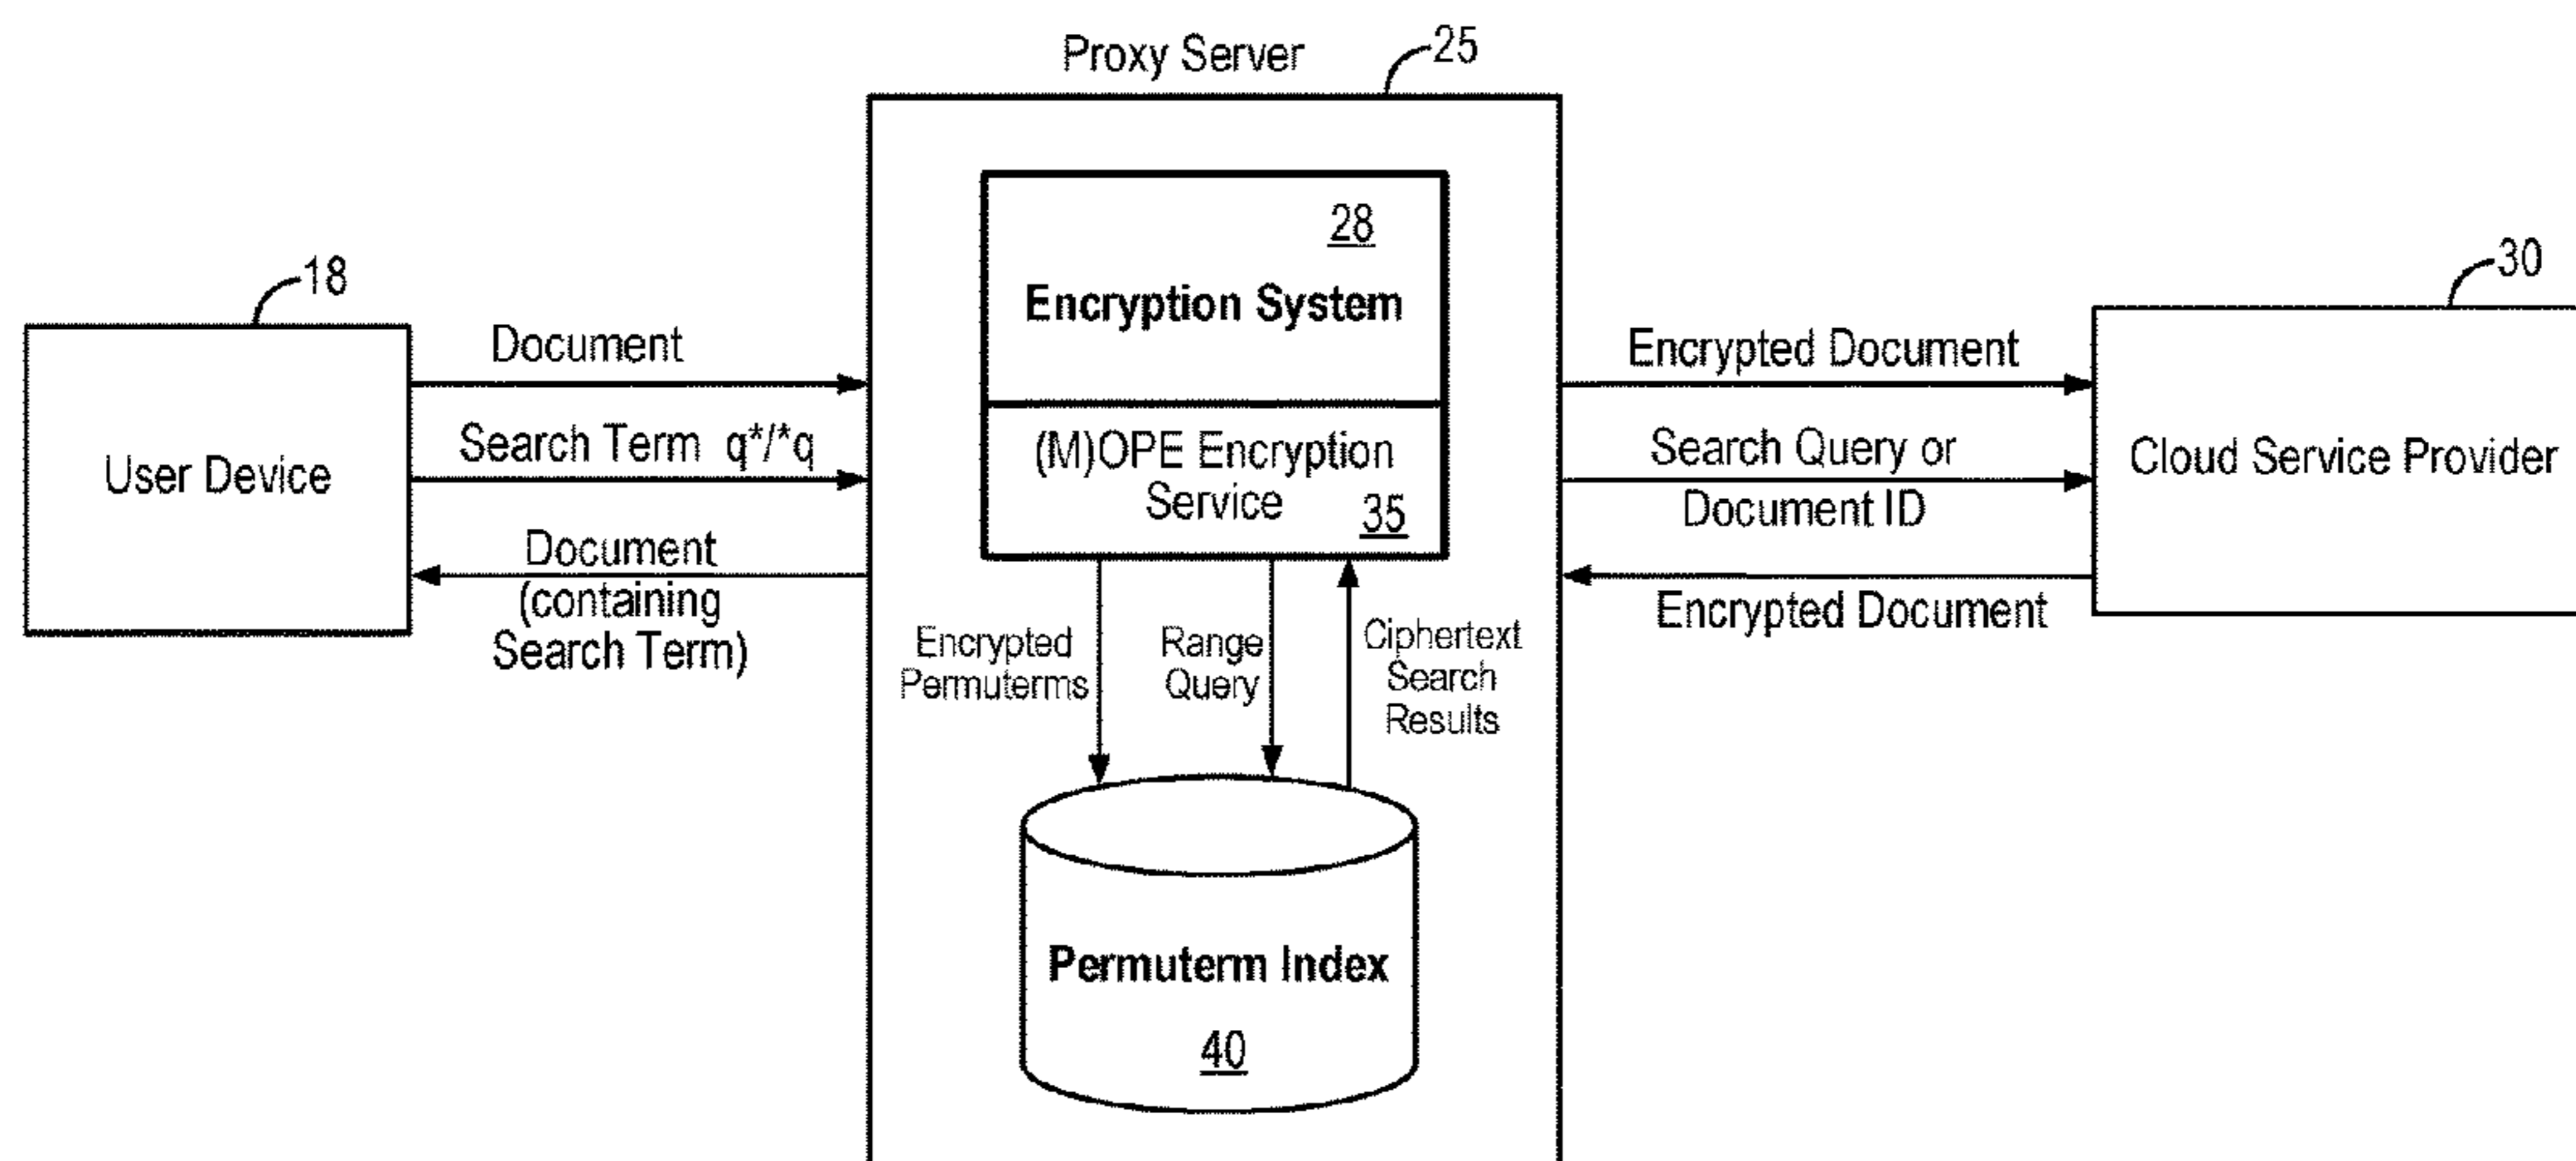 Proxy Server
25
18
User Device
Document
Search Term q*/*q
Document
(containing
Search Term)
28
Encryption System
(M)OPE Encryption
Service
35
Encrypted
Permuterms
Range
Query
Ciphertext
Search
Results
Permuterm Index
40
30
Encrypted Document
Search Query or
Document ID
Encrypted Document
Cloud Service Provider